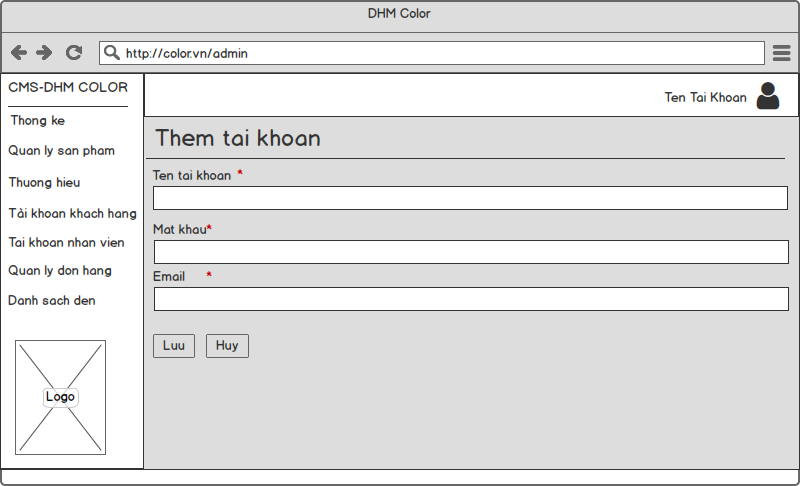 DHM Color
http://color.vn/admin
CMS-DHM COLOR
Thong ke
Quan ly san pham
Thuong hieu
Tài khoan khach hang
Tai khoan nhan vien
Quan ly don hang
Danh sach den
Logo
Ten Tai Khoan
Them tai khoan
Ten tai khoan *
Mat khau*
Email *
Luu Huy